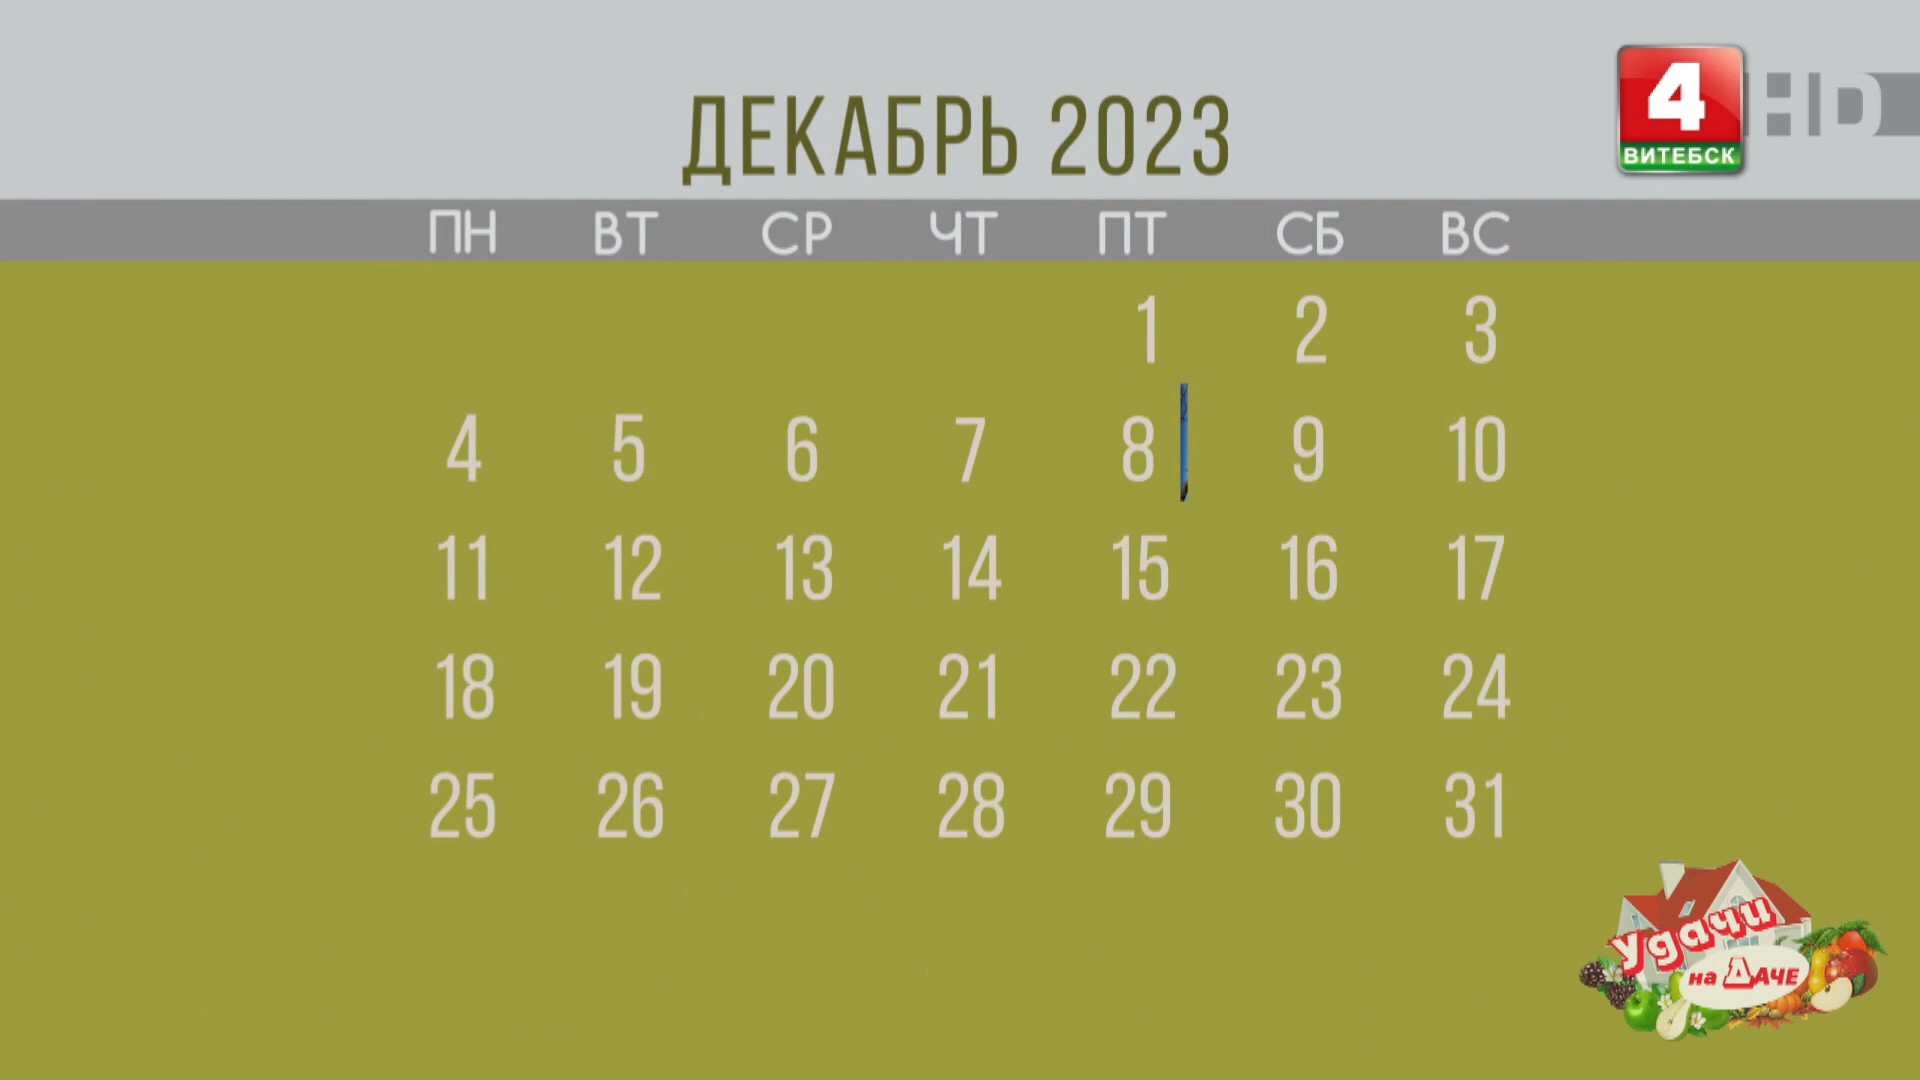 ДЕКАБРЬ 2023
4 HD
ВИТЕБСК
ПН ВТ СР ЧТ ПТ СБ ВС
1 2 3
4 5 6 7 8 9 10
11 12 13 14 15 16 17
18 19 20 21 22 23 24
25 26 27 28 29 30 31
Удачи
на ДАЧЕ